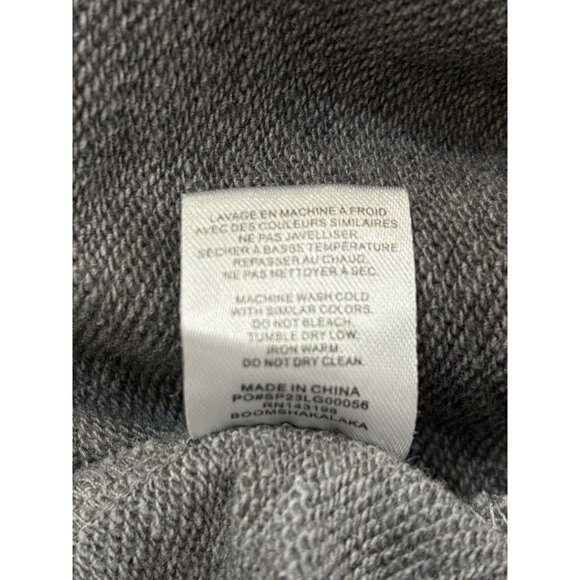 LAVAGE EN MACHINE À FROID
AVEC DES COULEURS SIMILAIRES.
NE PAS JAVELLISER.
SÉCHER À BASSE TEMPÉRATURE.
REPASSER AU CHAUD.
NE PAS NETTOYER À SEC.
MACHINE WASH COLD
WITH SIMILAR COLORS.
DO NOT BLEACH.
TUMBLE DRY LOW.
IRON WARM.
DO NOT DRY CLEAN.
MADE IN CHINA
PO#SP23LG00056
RN143199
BOOMSHAKALAKA